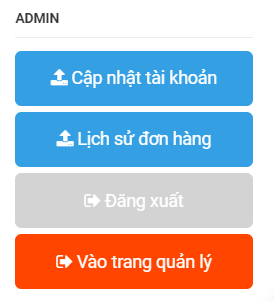 ADMIN
Cập nhật tài khoản
Lịch sử đơn hàng
Đăng xuất
Vào trang quản lý